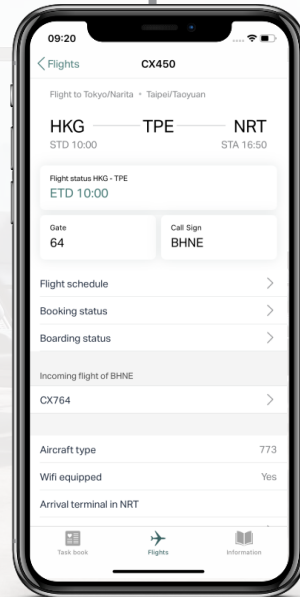 09:20
Flights
CX450
Flight to Tokyo/Narita • Taipei/Taoyuan
HKG TPE NRT
STD 10:00 STA 16:50
Flight status HKG - TPE
ETD 10:00
Gate Call Sign
64 BHNE
Flight schedule
Booking status
Boarding status
Incoming flight of BHNE
CX764
Aircraft type 773
Wifi equipped Yes
Arrival terminal in NRT
Task book Flights Information